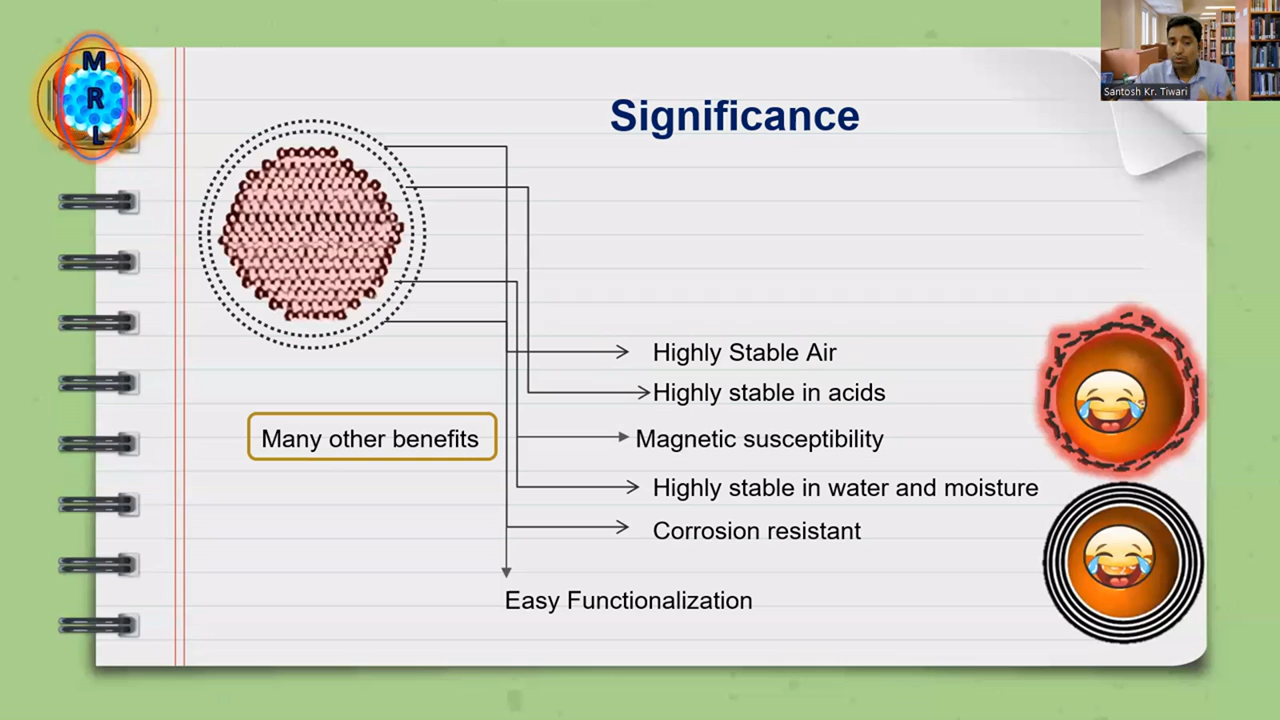 M
R
L
Santosh Kr. Tiwari
Significance
Highly Stable Air
Highly stable in acids
Many other benefits
Magnetic susceptibility
Highly stable in water and moisture
Corrosion resistant
Easy Functionalization